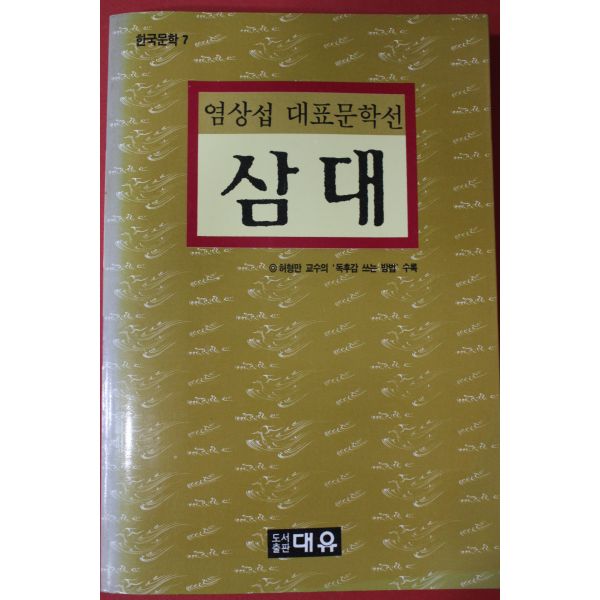 한국문학 7
염상섭 대표문학선
삼대
◎ 허형만 교수의 '독후감 쓰는 방법' 수록
도서
출판 대유